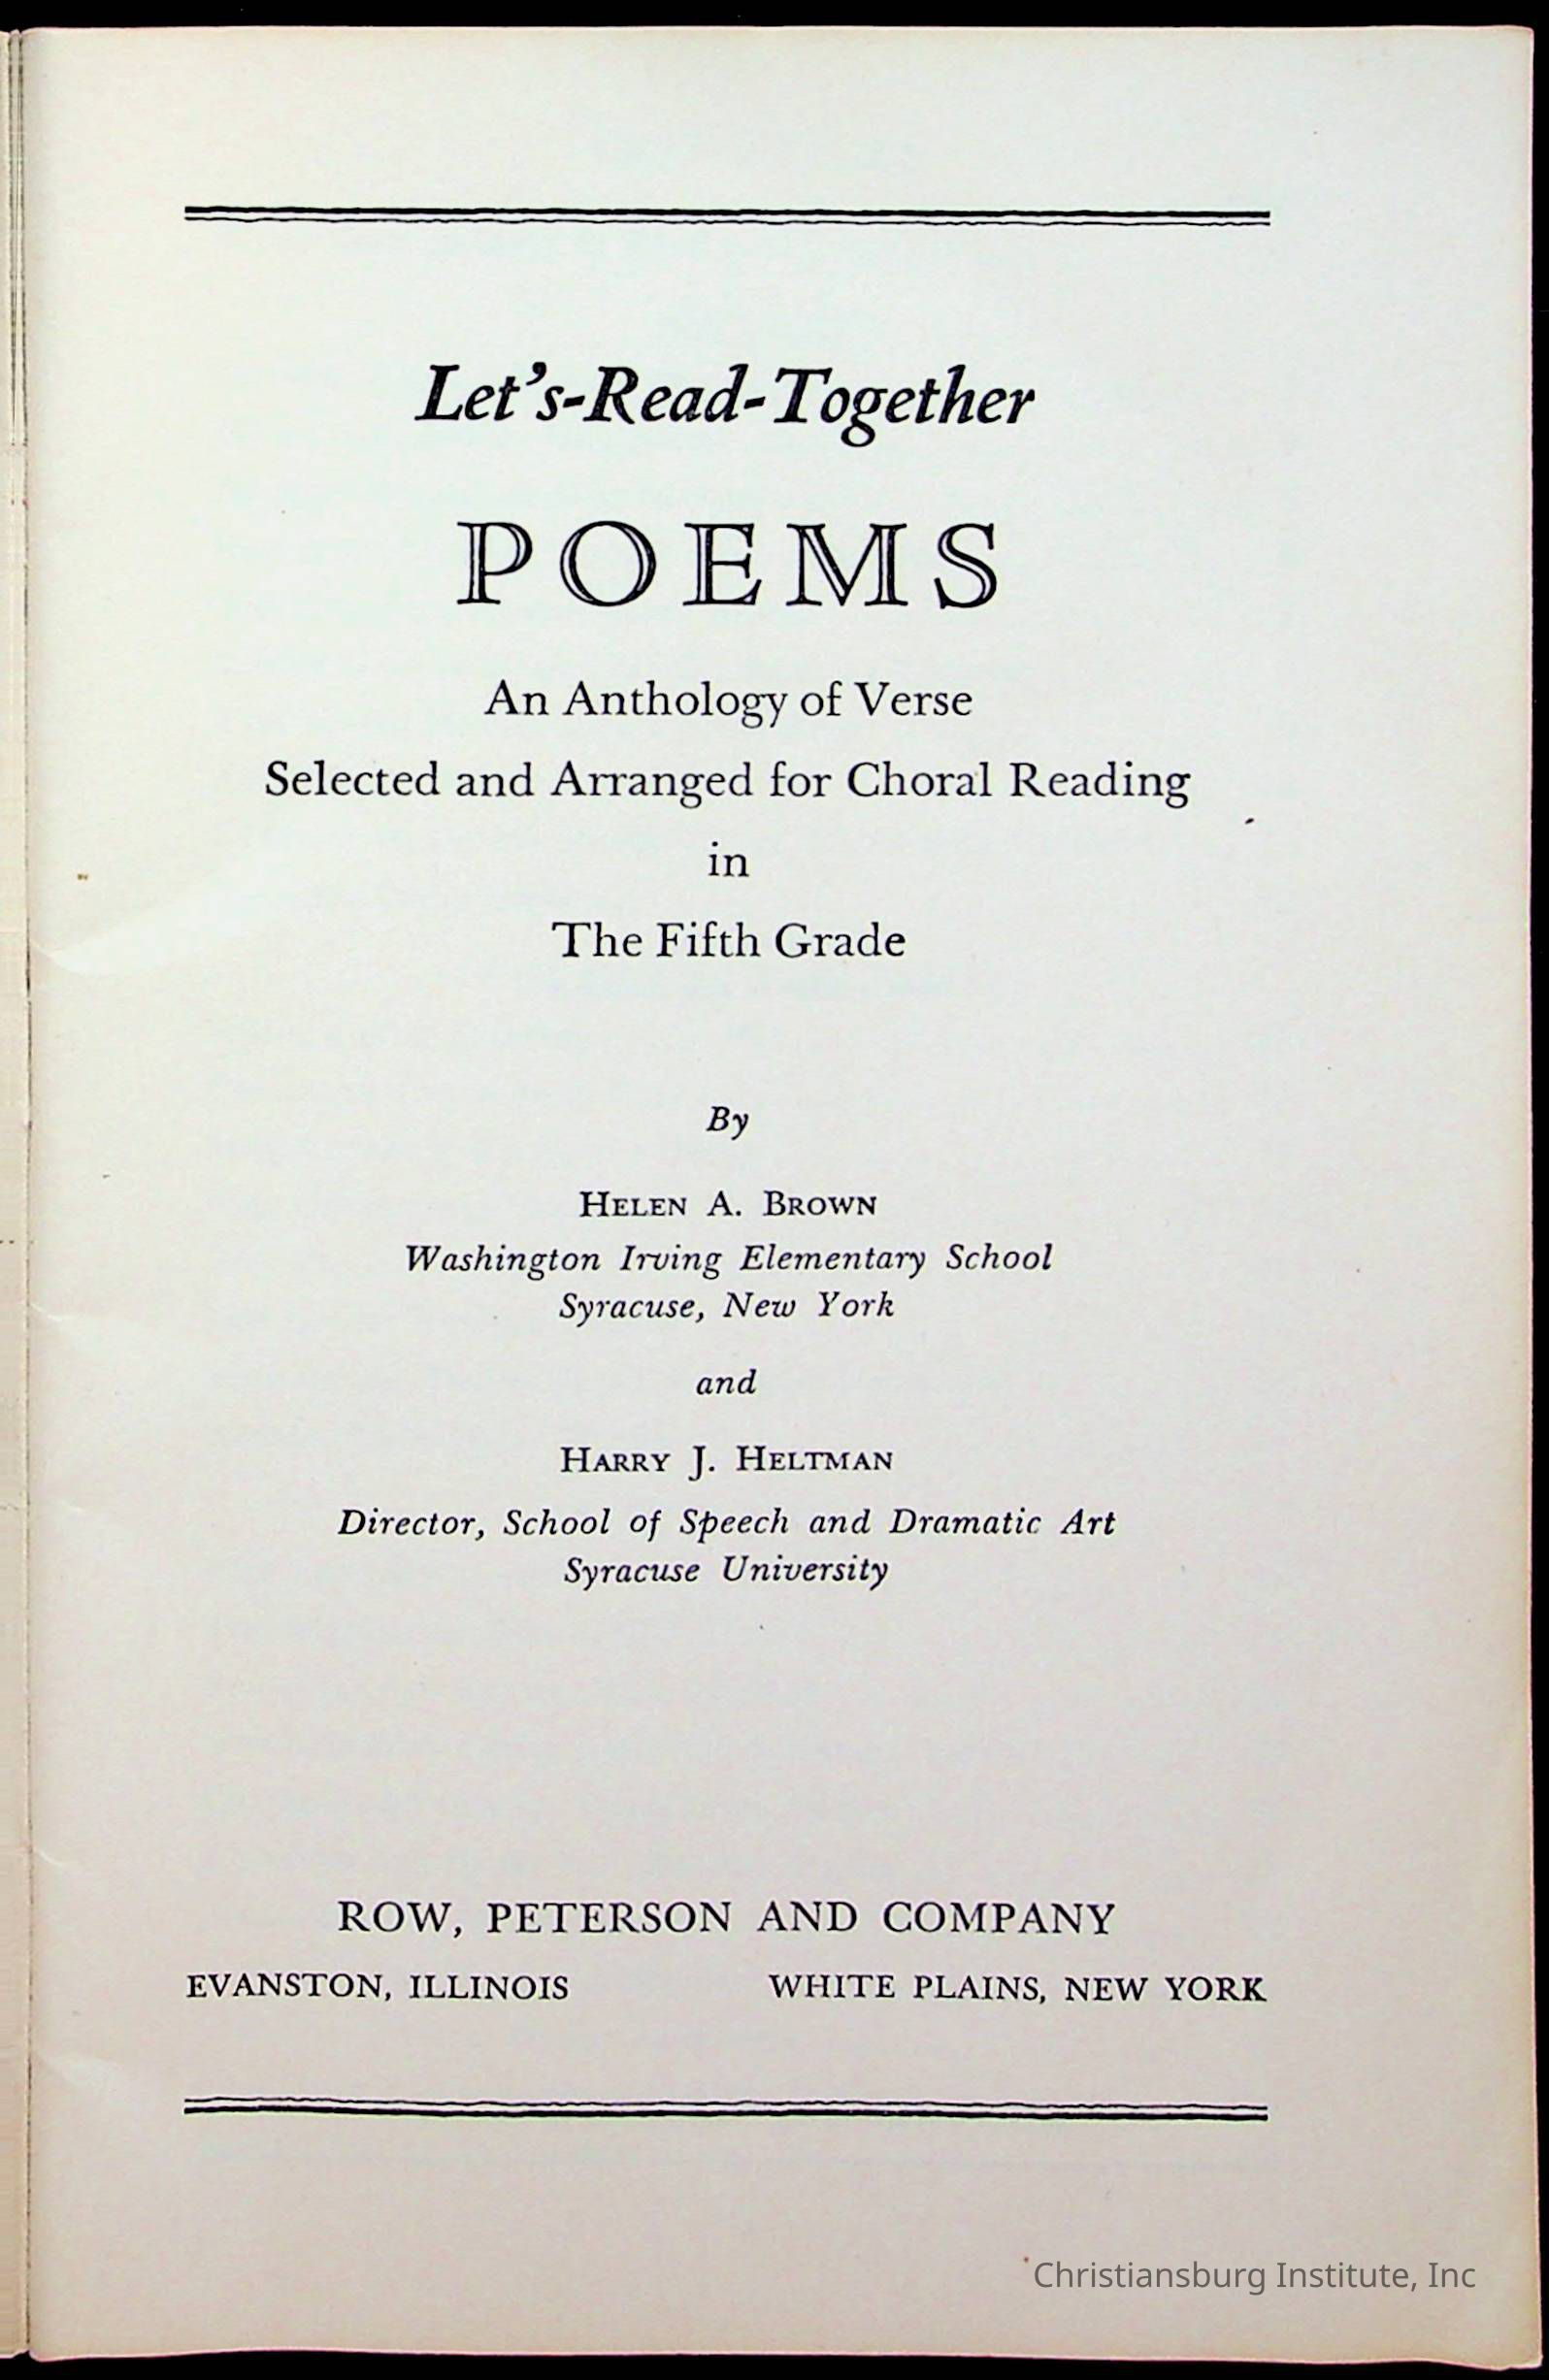 Let's-Read-Together
POEMS
An Anthology of Verse
Selected and Arranged for Choral Reading
in
The Fifth Grade
By
HELEN A. BROWN
Washington Irving Elementary School
Syracuse, New York
and
HARRY J. HELTMAN
Director, School of Speech and Dramatic Art
Syracuse University
ROW, PETERSON AND COMPANY
EVANSTON, ILLINOIS WHITE PLAINS, NEW YORK
Christiansburg Institute, Inc